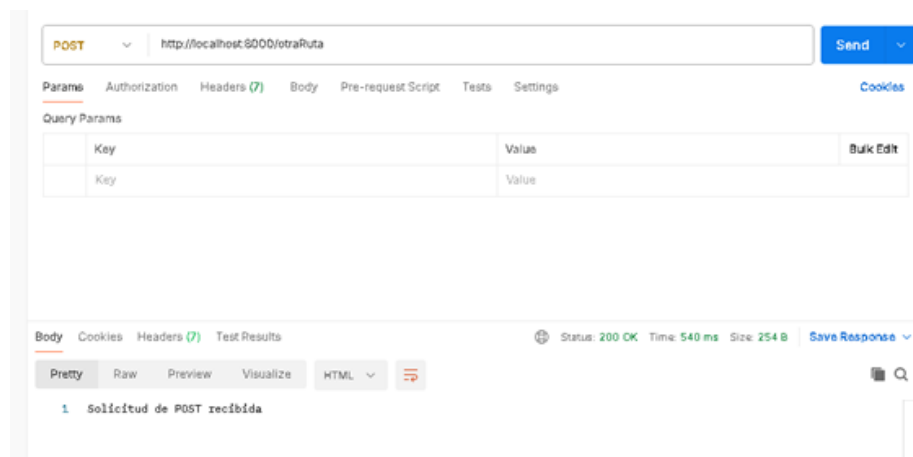 POST http://localhost:8000/otraRuta Send
Params Authorization Headers (7) Body Pre-request Script Tests Settings Cookies
Query Params
Key Value Bulk Edit
Key Value
Body Cookies Headers (7) Test Results Status: 200 OK Time: 540 ms Size: 254 B Save Response
Pretty Raw Preview Visualize HTML
1 Solicitud de POST recibida